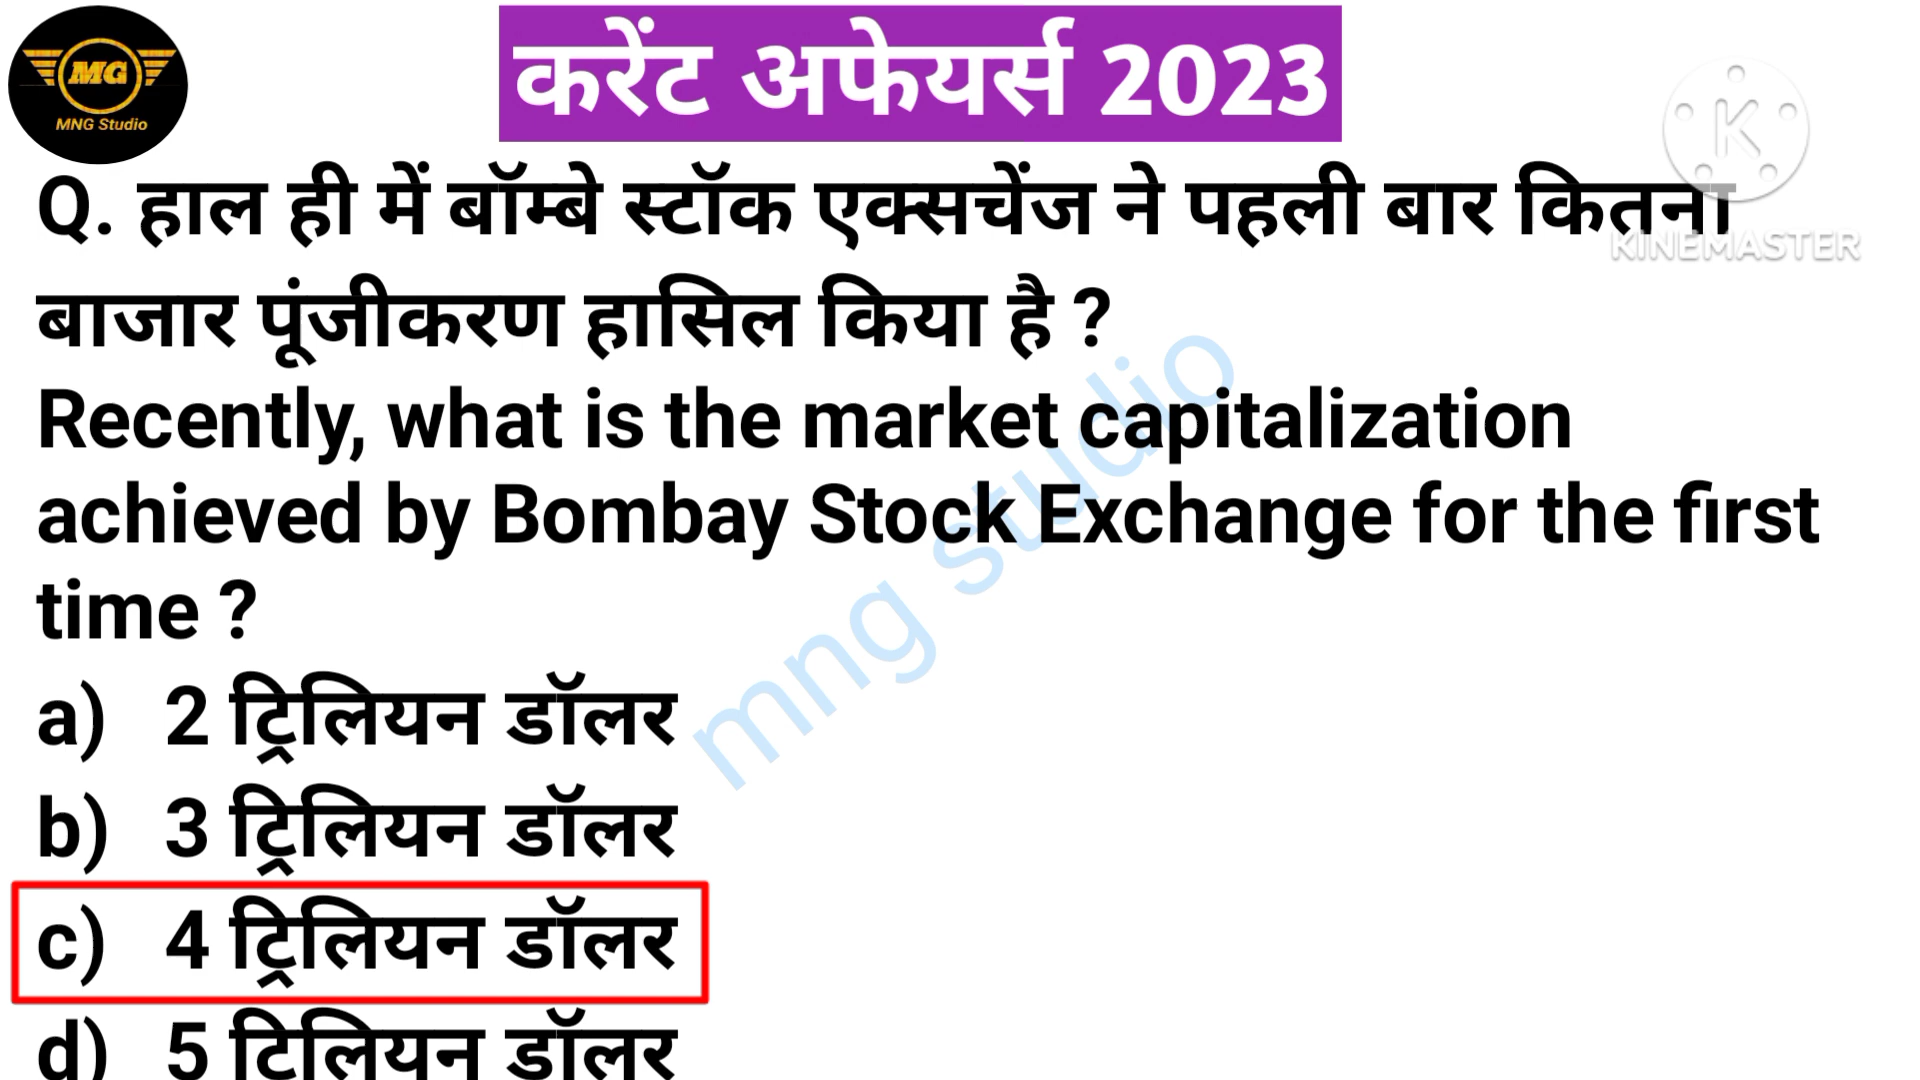 MG
MNG Studio
करेंट अफेयर्स 2023
K
KINEMASTER
Q. हाल ही में बॉम्बे स्टॉक एक्सचेंज ने पहली बार कितना
बाजार पूंजीकरण हासिल किया है ?
Recently, what is the market capitalization
achieved by Bombay Stock Exchange for the first
time ?
mng studio
a) 2 ट्रिलियन डॉलर
b) 3 ट्रिलियन डॉलर
c) 4 ट्रिलियन डॉलर
d) 5 ट्रिलियन डॉलर